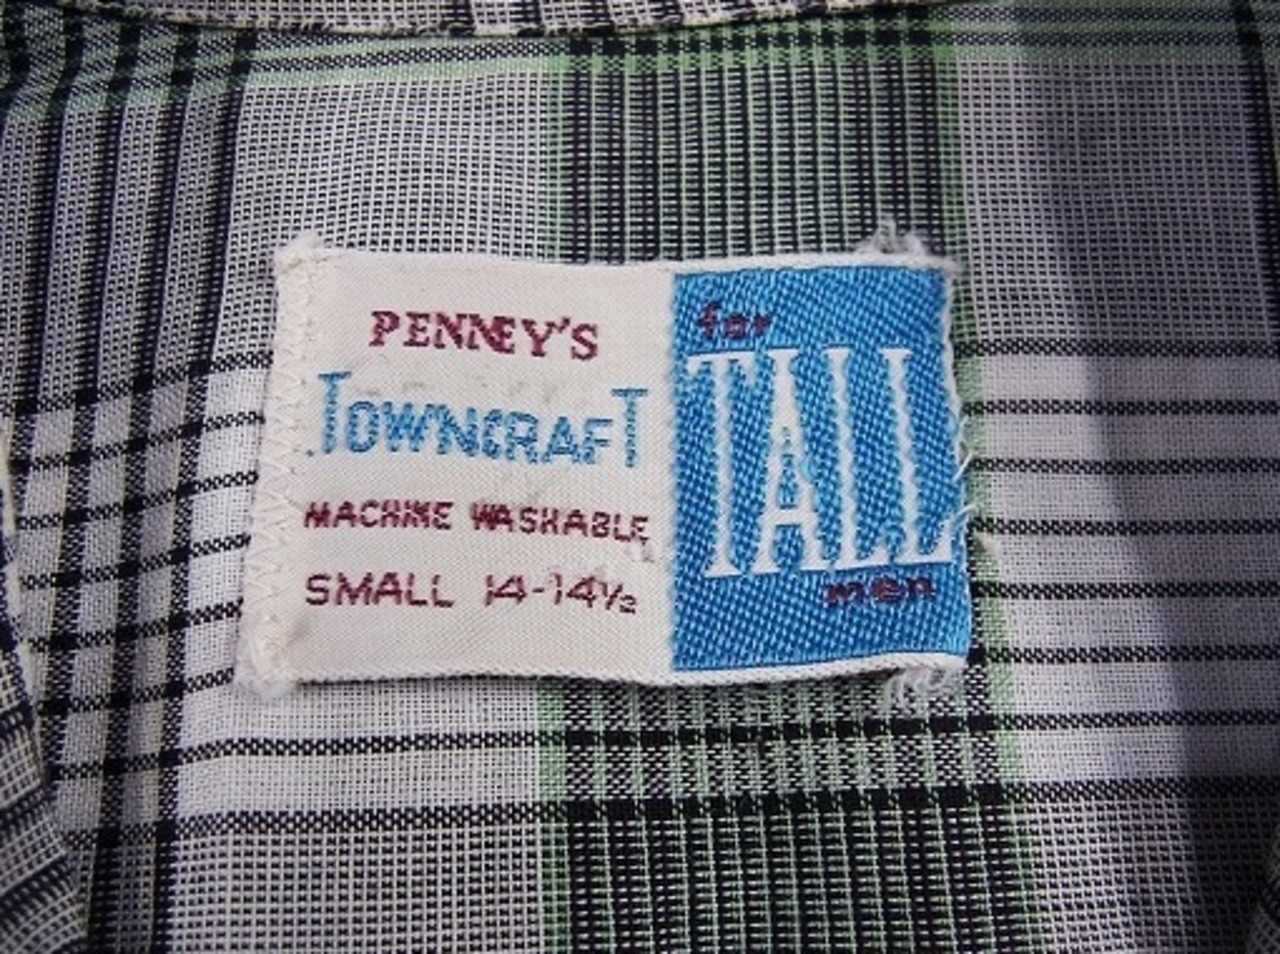 PENNEY'S
TOWNCRAFT
MACHINE WASHABLE
SMALL 14-14½
for
TALL
men